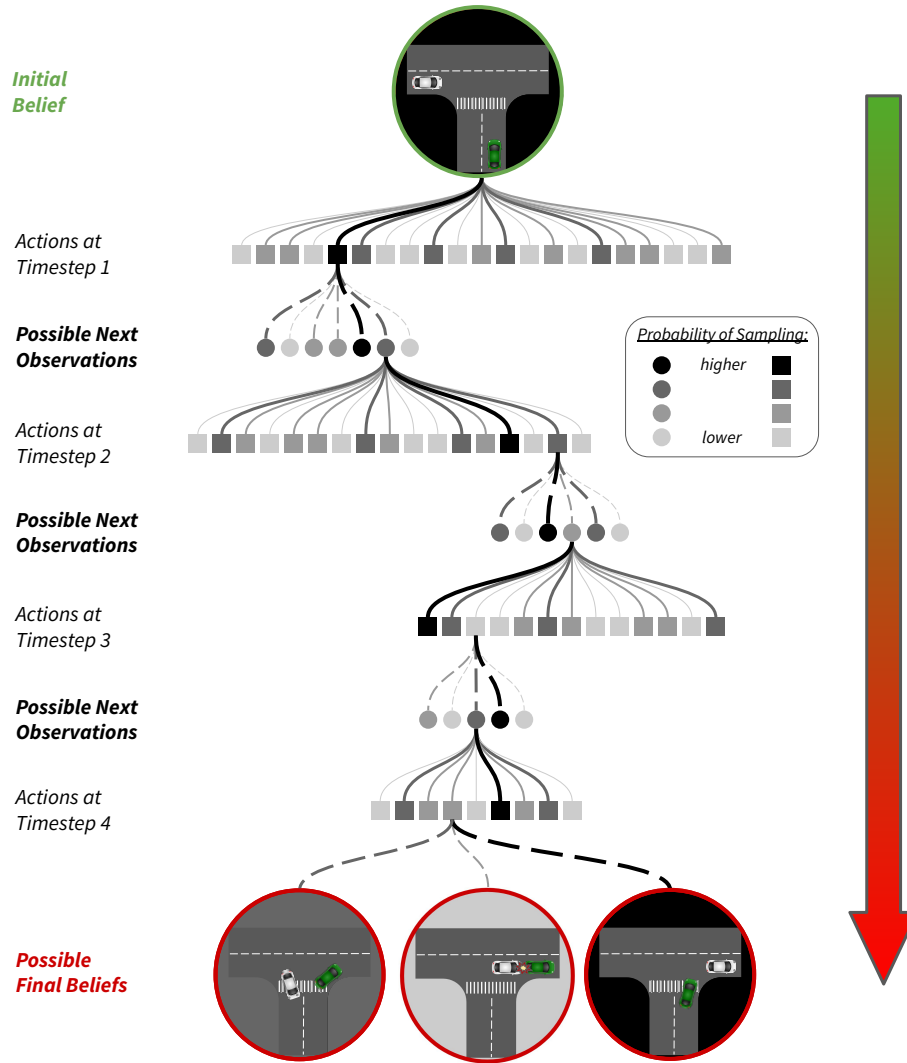 Initial
Belief
Actions at
Timestep 1
Possible Next
Observations
Probability of Sampling:
higher
lower
Actions at
Timestep 2
Possible Next
Observations
Actions at
Timestep 3
Possible Next
Observations
Actions at
Timestep 4
Possible
Final Beliefs